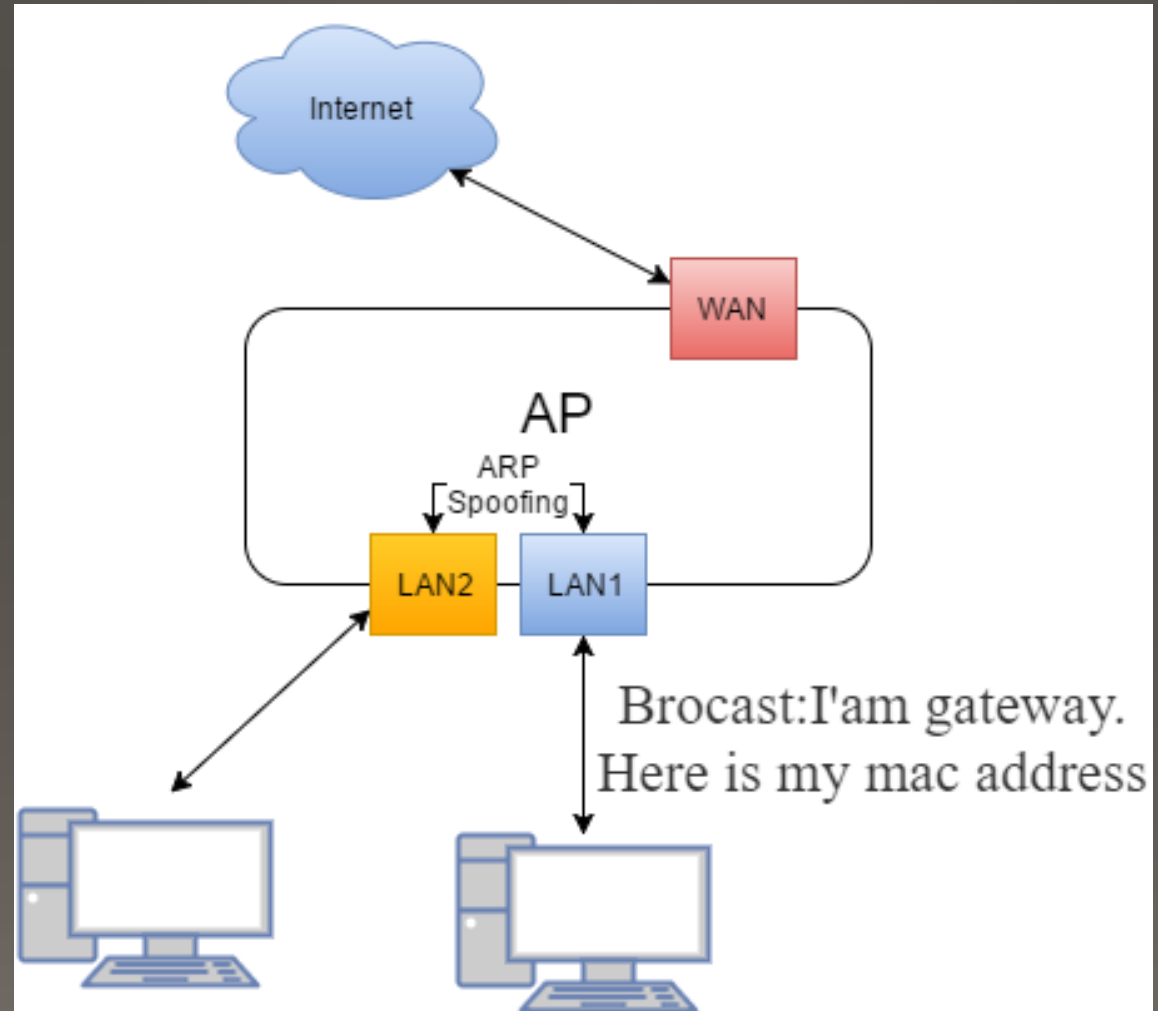 Internet
WAN
AP
ARP
Spoofing
LAN2
LAN1
Brocast:I'am gateway.
Here is my mac address